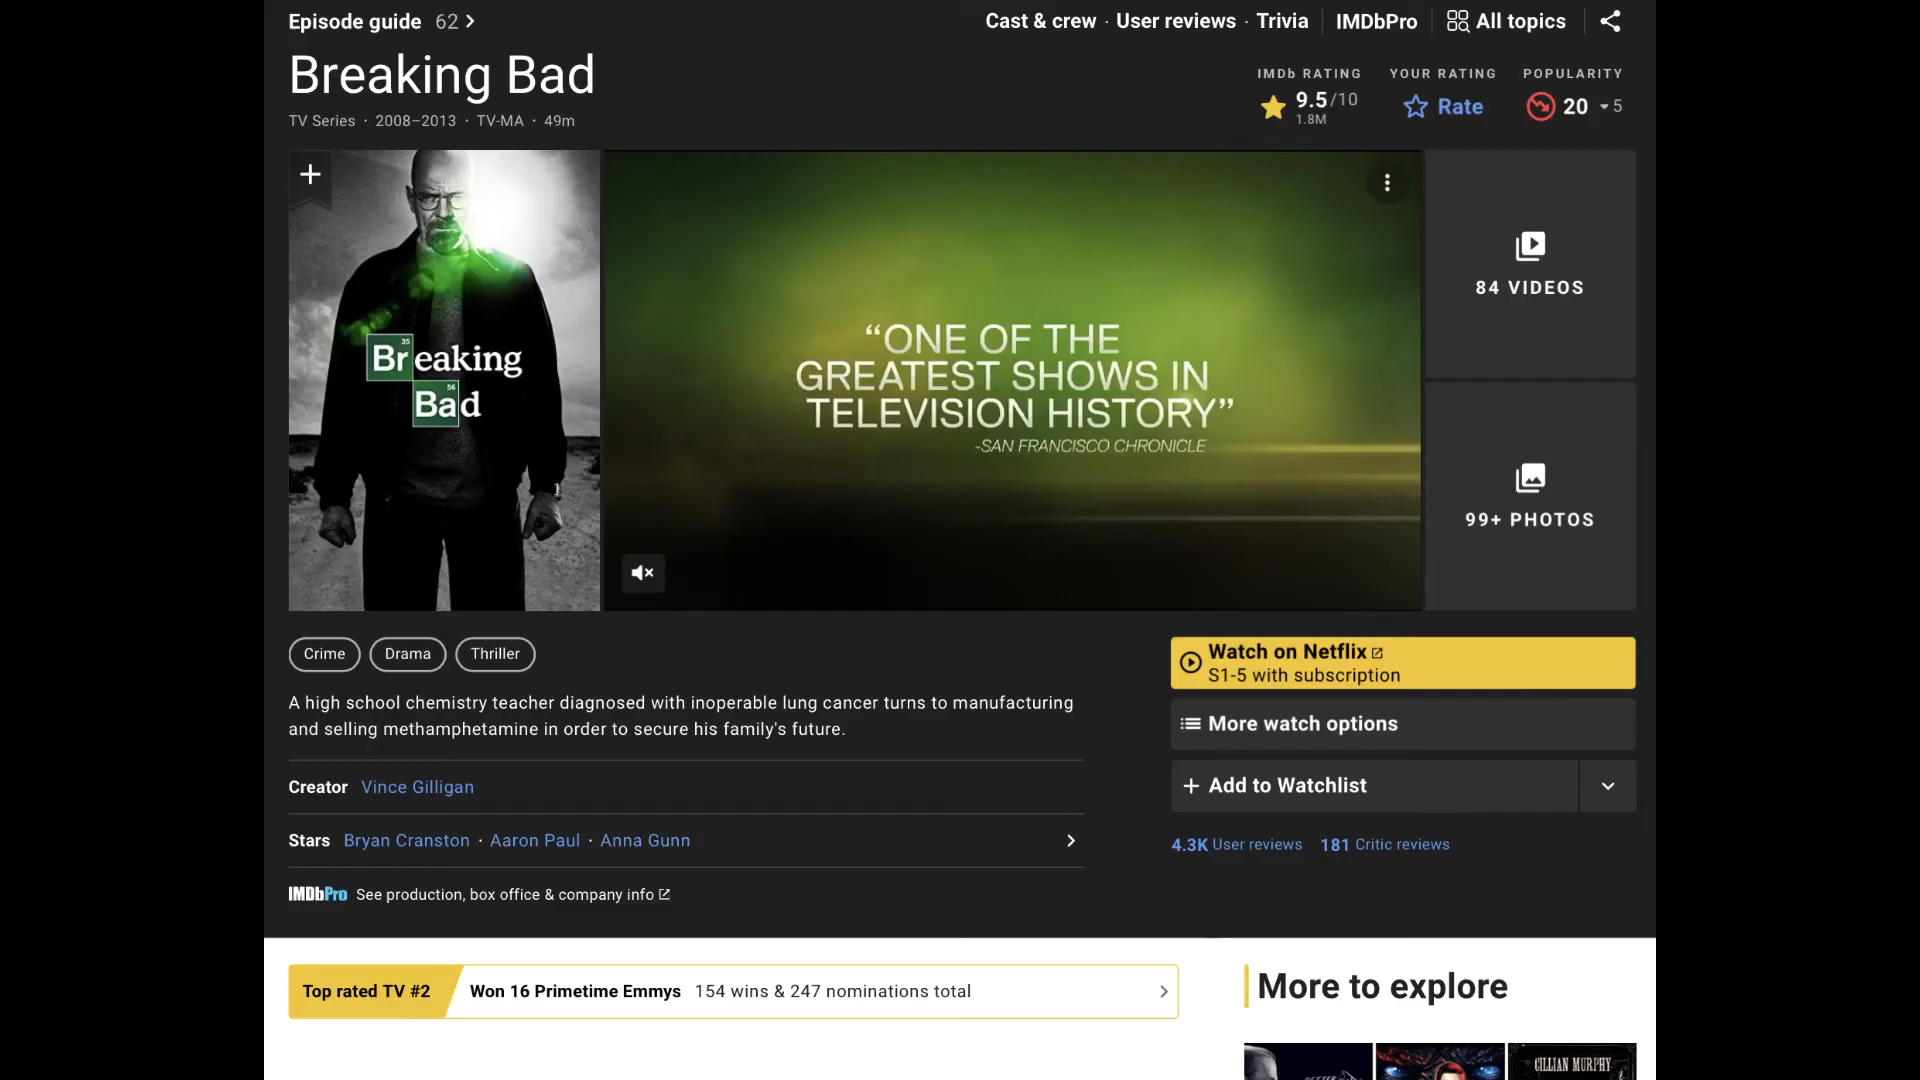 Episode guide 62
Cast & crew · User reviews · Trivia IMDbPro All topics
Breaking Bad
TV Series · 2008–2013 · TV-MA · 49m
IMDb RATING
9.5/10
1.8M
YOUR RATING
Rate
POPULARITY
20 5
35
Breaking
56
Bad
“ONE OF THE
GREATEST SHOWS IN
TELEVISION HISTORY”
-SAN FRANCISCO CHRONICLE
84 VIDEOS
99+ PHOTOS
Crime
Drama
Thriller
A high school chemistry teacher diagnosed with inoperable lung cancer turns to manufacturing
and selling methamphetamine in order to secure his family's future.
Creator Vince Gilligan
Stars Bryan Cranston · Aaron Paul · Anna Gunn
IMDbPro See production, box office & company info
Watch on Netflix
S1-5 with subscription
More watch options
Add to Watchlist
4.3K User reviews 181 Critic reviews
Top rated TV #2 Won 16 Primetime Emmys 154 wins & 247 nominations total
More to explore
CILLIAN MURPHY